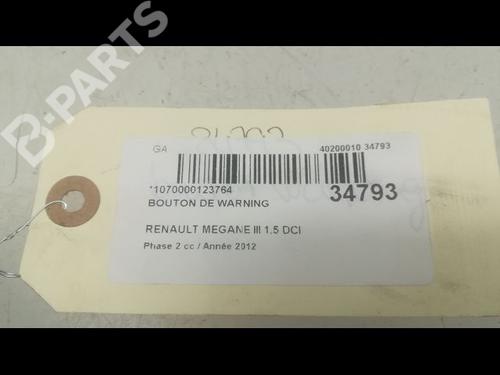 B-PARTS
GA
40200010 34793
*1070000123764
34793
BOUTON DE WARNING
RENAULT MEGANE III 1.5 DCI
Phase 2 cc / Année 2012